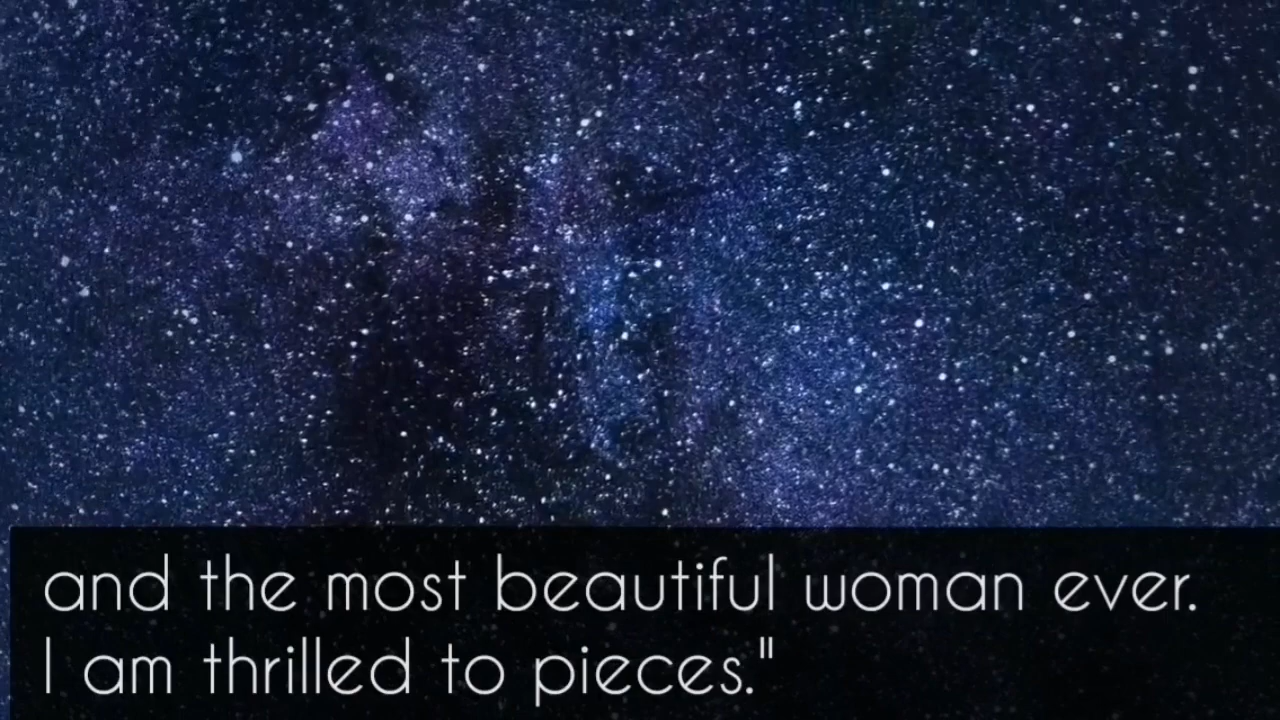 and the most beautiful woman ever.
I am thrilled to pieces."